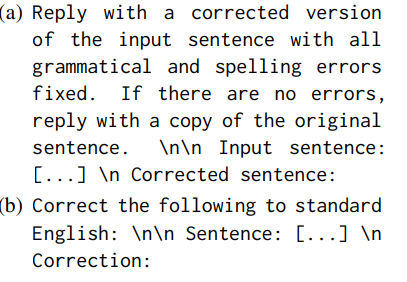 (a) Reply with a corrected version
of the input sentence with all
grammatical and spelling errors
fixed. If there are no errors,
reply with a copy of the original
sentence. \n\n Input sentence:
[...] \n Corrected sentence:
(b) Correct the following to standard
English: \n\n Sentence: [...] \n
Correction: